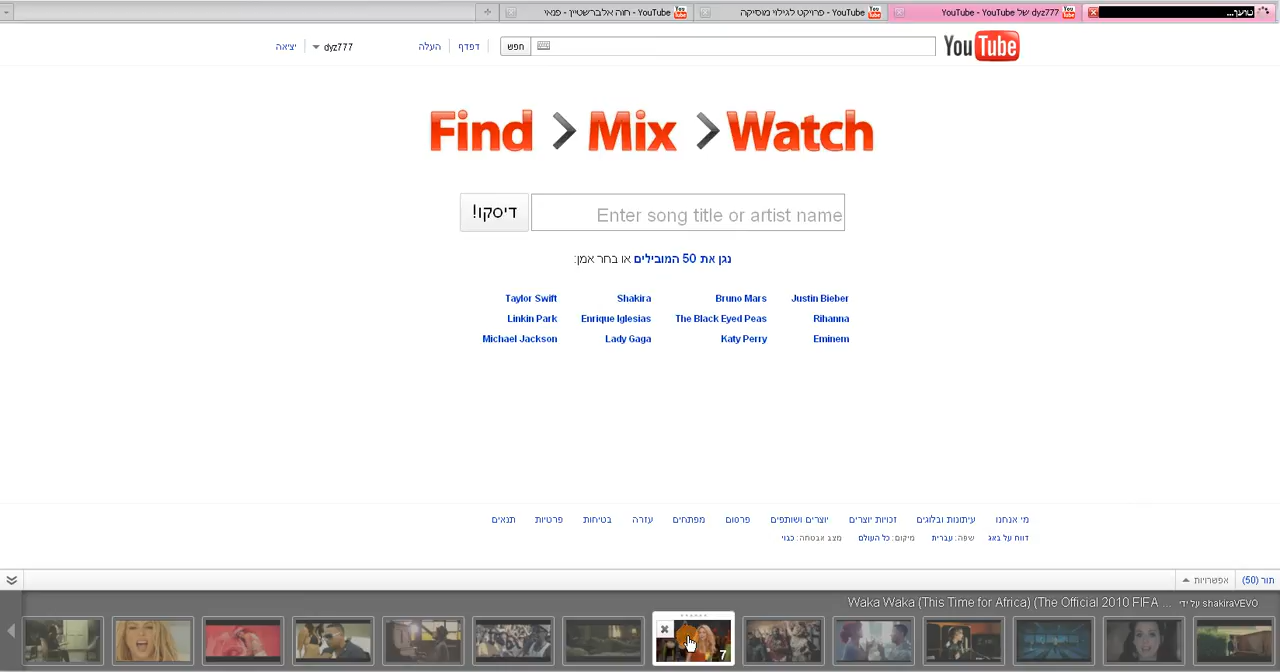 טוען...
YouTube - YouTube של dyz777
YouTube - פרויקט לגילוי מוסיקה
YouTube - חוה אלברשטיין - פנאי
YouTube
חפש
דפדף
העלה
dyz777
יציאה
Find > Mix > Watch
Enter song title or artist name
דיסקו!
נגן את 50 המובילים או בחר אמן:
Taylor Swift Shakira Bruno Mars Justin Bieber
Linkin Park Enrique Iglesias The Black Eyed Peas Rihanna
Michael Jackson Lady Gaga Katy Perry Eminem
מי אנחנו עיתונות ובלוגים זכויות יוצרים יוצרים ושותפים פרסום מפתחים עזרה בטיחות פרטיות תנאים
דווח על באג שפה: עברית מיקום: כל העולם מצב אבטחה: כבוי
תור (50) אפשרויות
Waka Waka (This Time for Africa) (The Official 2010 FIFA ... על ידי shakiraVEVO
7